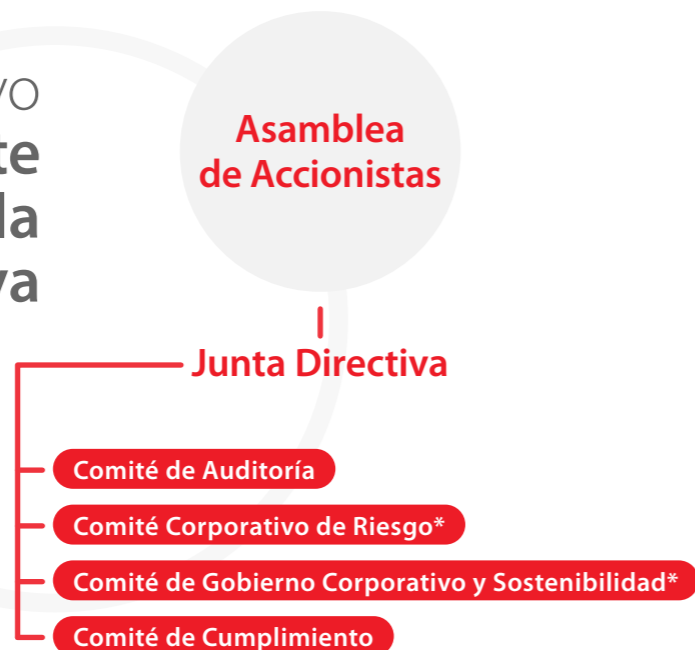 Asamblea
de Accionistas
Junta Directiva
Comité de Auditoría
Comité Corporativo de Riesgo*
Comité de Gobierno Corporativo y Sostenibilidad*
Comité de Cumplimiento